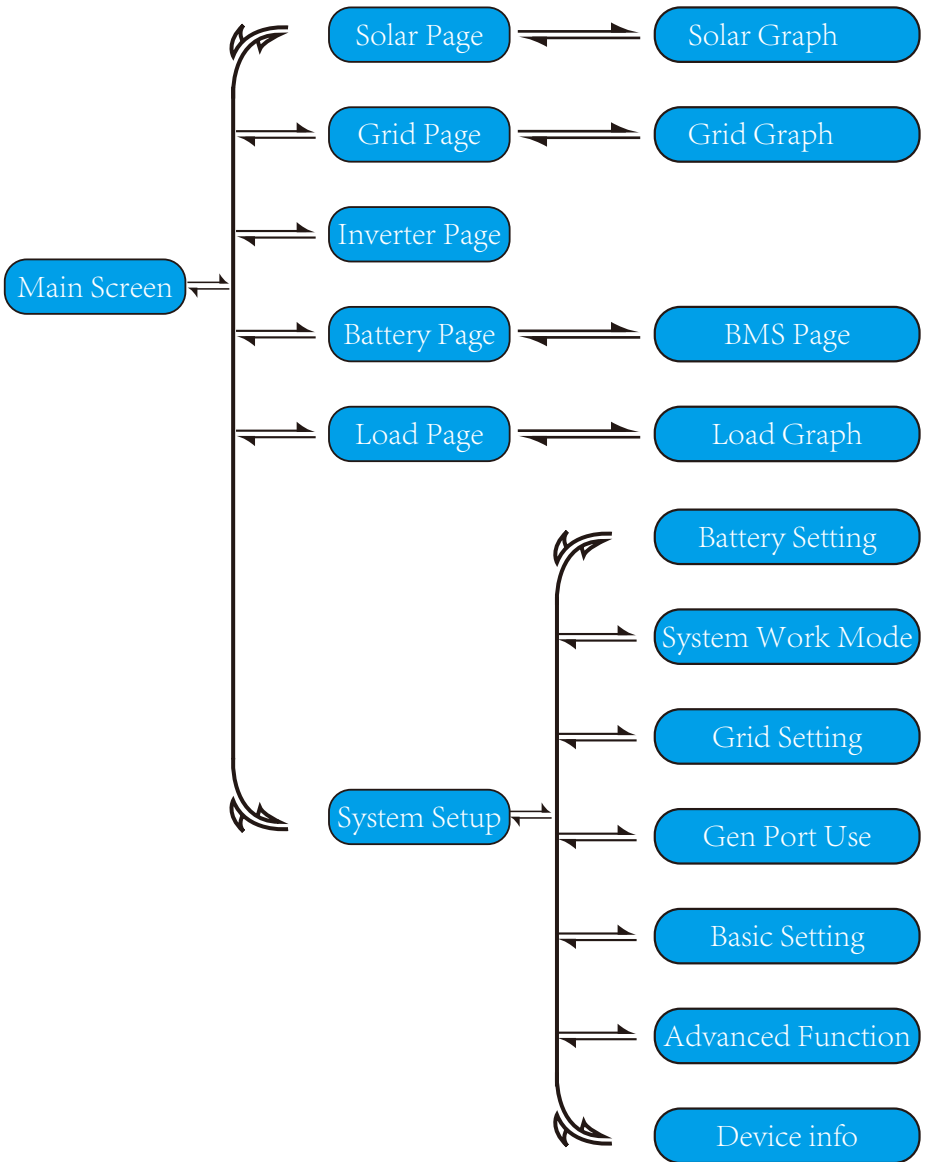 Solar Page
Solar Graph
Grid Page
Grid Graph
Inverter Page
Main Screen
Battery Page
BMS Page
Load Page
Load Graph
Battery Setting
System Work Mode
Grid Setting
System Setup
Gen Port Use
Basic Setting
Advanced Function
Device info